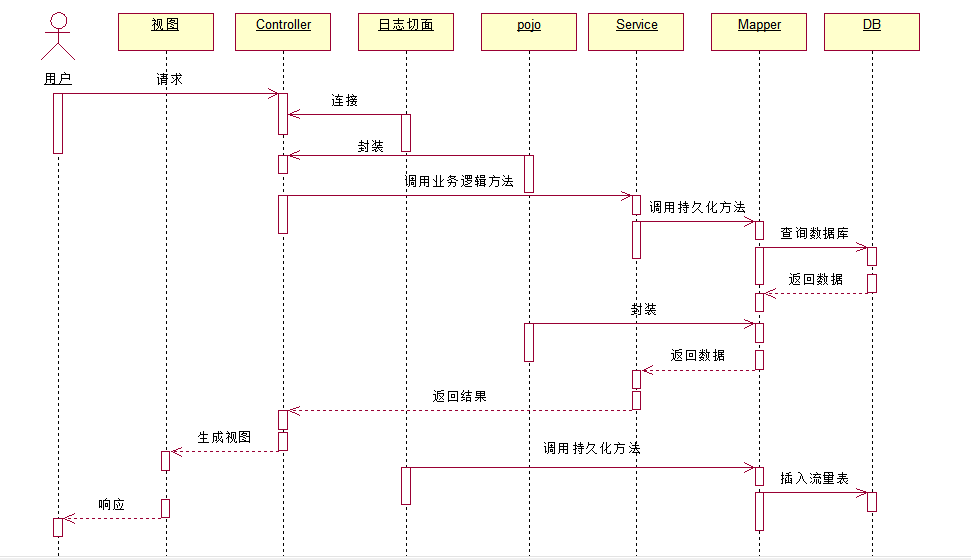 视图
Controller
日志切面
pojo
Service
Mapper
DB
用户
请求
连接
封装
调用业务逻辑方法
调用持久化方法
查询数据库
返回数据
封装
返回数据
返回结果
生成视图
调用持久化方法
插入流量表
响应